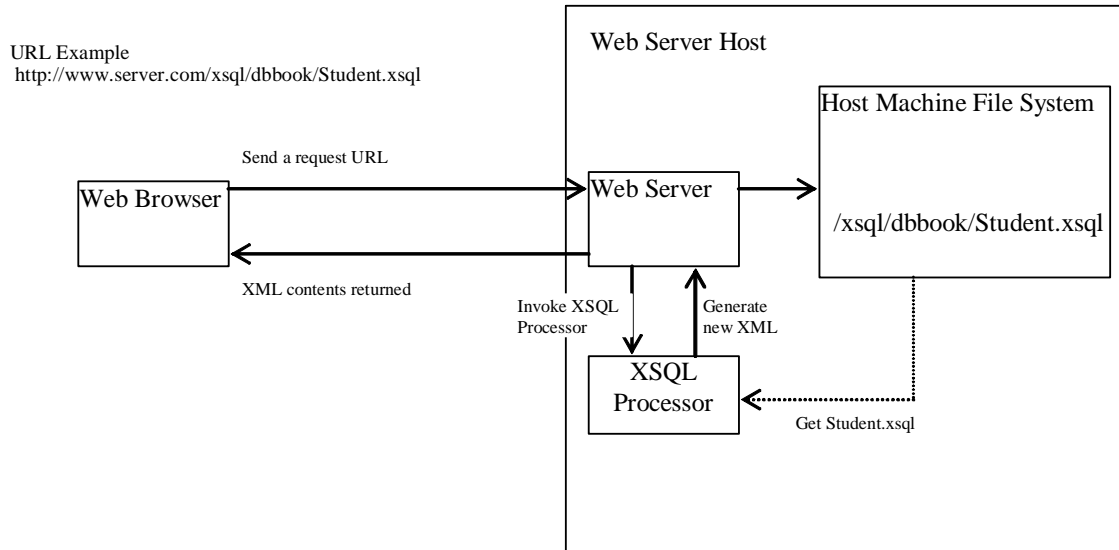 URL Example
http://www.server.com/xsql/dbbook/Student.xsql
Web Server Host
Host Machine File System
/xsql/dbbook/Student.xsql
Send a request URL
Web Browser
Web Server
XML contents returned
Invoke XSQL
Processor
Generate
new XML
XSQL
Processor
Get Student.xsql